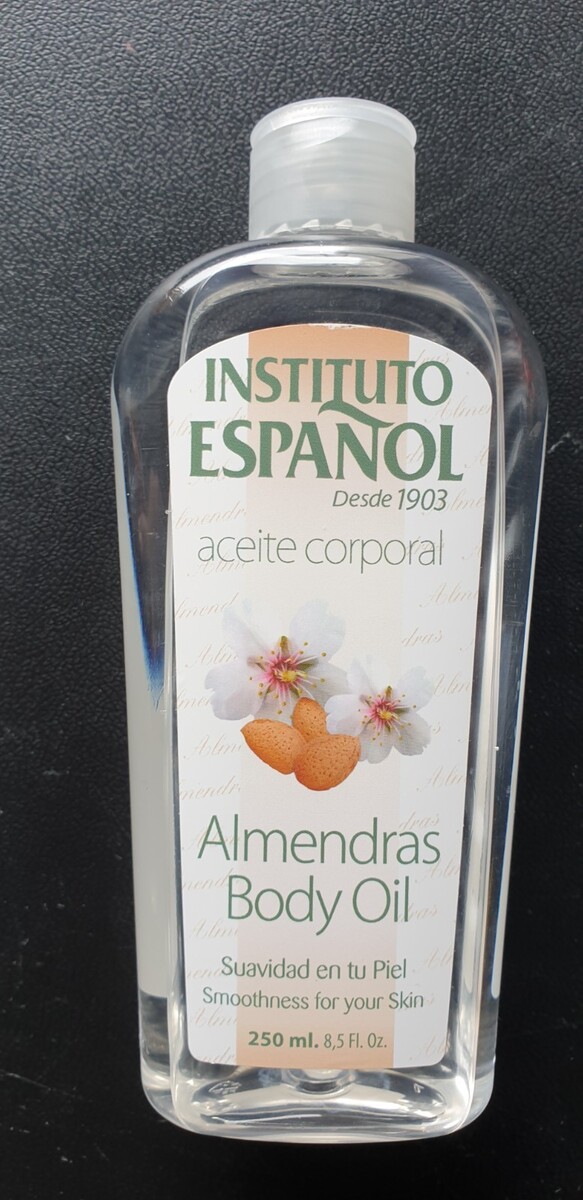 INSTITUTO
ESPAÑOL
Desde 1903
aceite corporal
Almendras
Body Oil
Suavidad en tu Piel
Smoothness for your Skin
250 ml. 8,5 Fl. Oz.